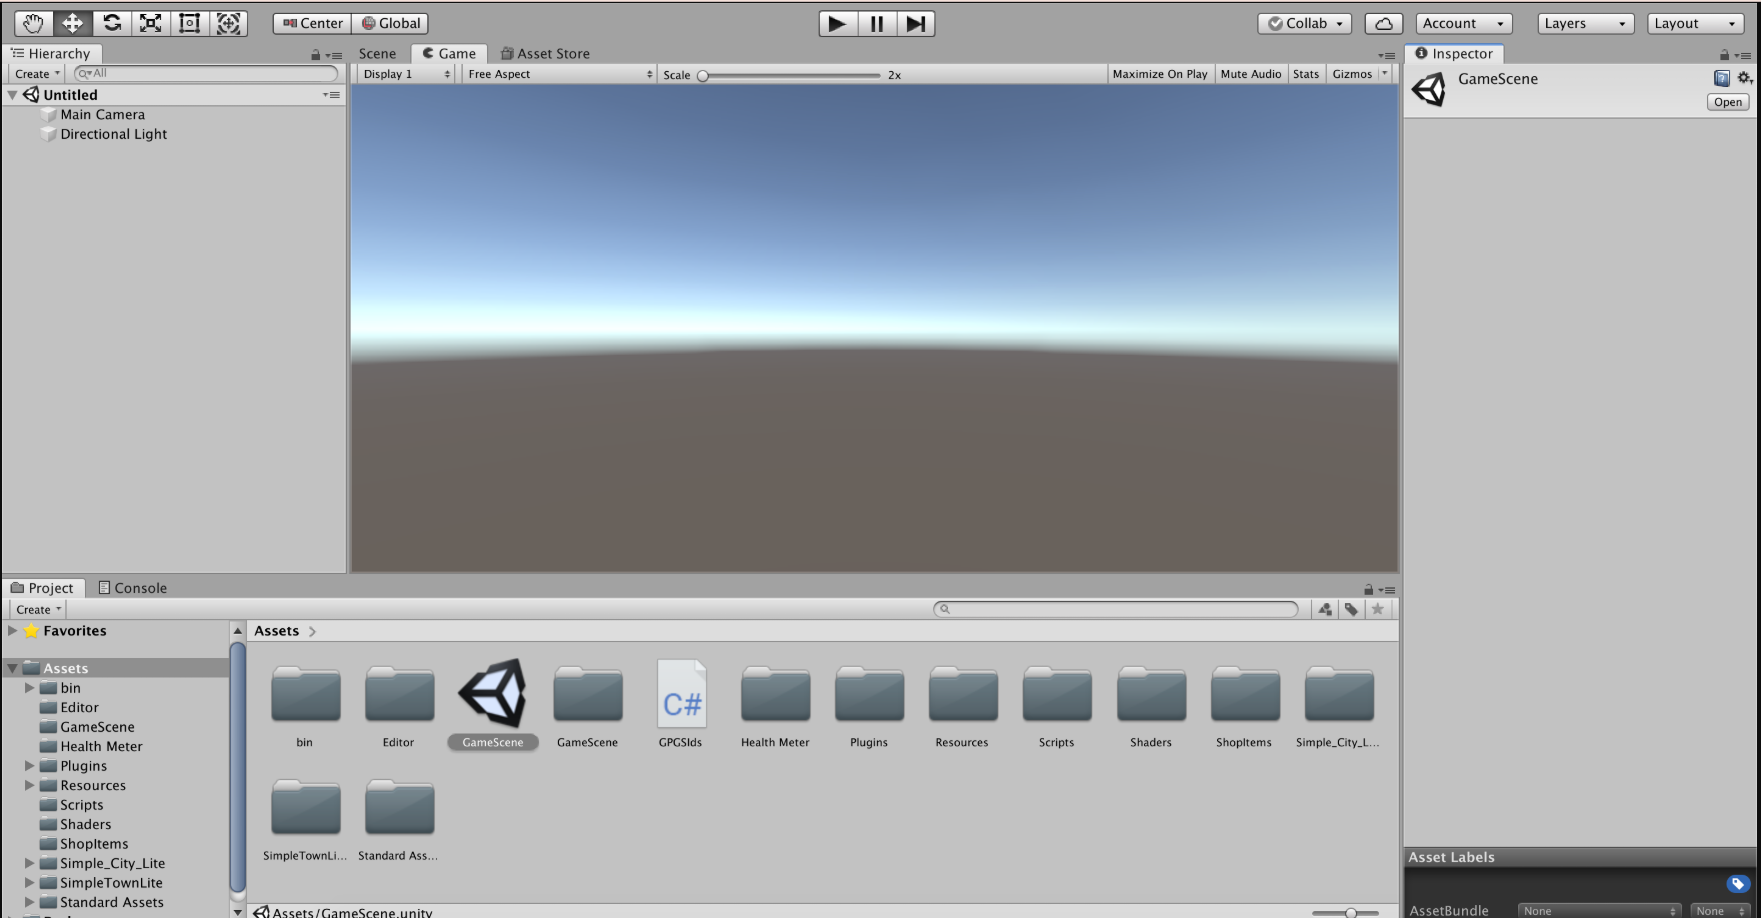 Center Global Collab Account Layers Layout
Hierarchy
Create All
Untitled
Main Camera
Directional Light
Scene Game Asset Store
Display 1 Free Aspect Scale 2x Maximize On Play Mute Audio Stats Gizmos
Inspector
GameScene
Open
Project Console
Create
Favorites
Assets
bin
Editor
GameScene
Health Meter
Plugins
Resources
Scripts
Shaders
ShopItems
Simple_City_Lite
SimpleTownLite
Standard Assets
Assets
C#
bin Editor GameScene GameScene GPGSIds Health Meter Plugins Resources Scripts Shaders ShopItems Simple_City_L...
SimpleTownLi... Standard Ass...
Assets/GameScene.unity
Asset Labels
AssetBundle None None